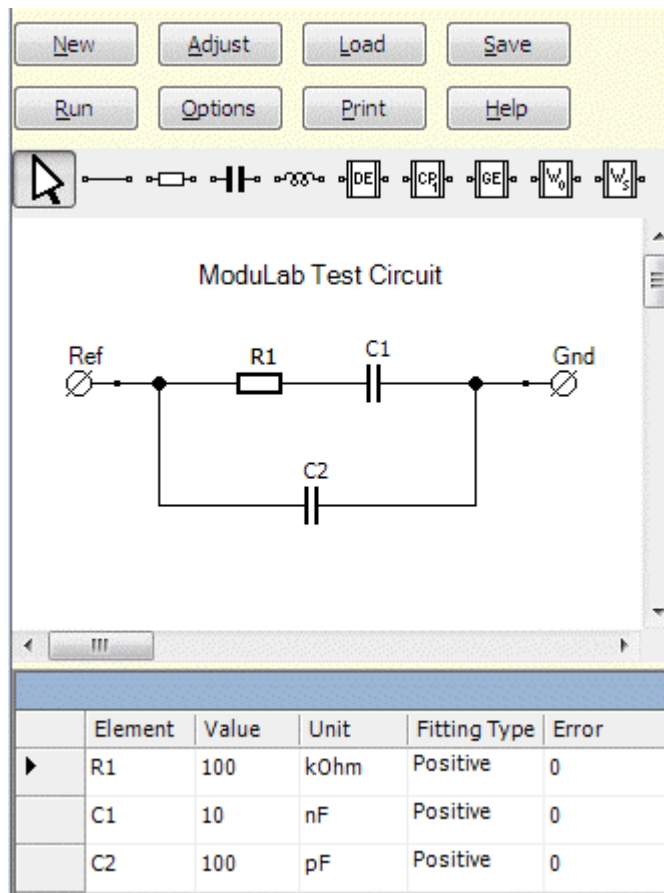 New Adjust Load Save
Run Options Print Help
DE CP1 GE W0 WS
ModuLab Test Circuit
Ref R1 C1 Gnd
C2
Element Value Unit Fitting Type Error
R1 100 kOhm Positive 0
C1 10 nF Positive 0
C2 100 pF Positive 0